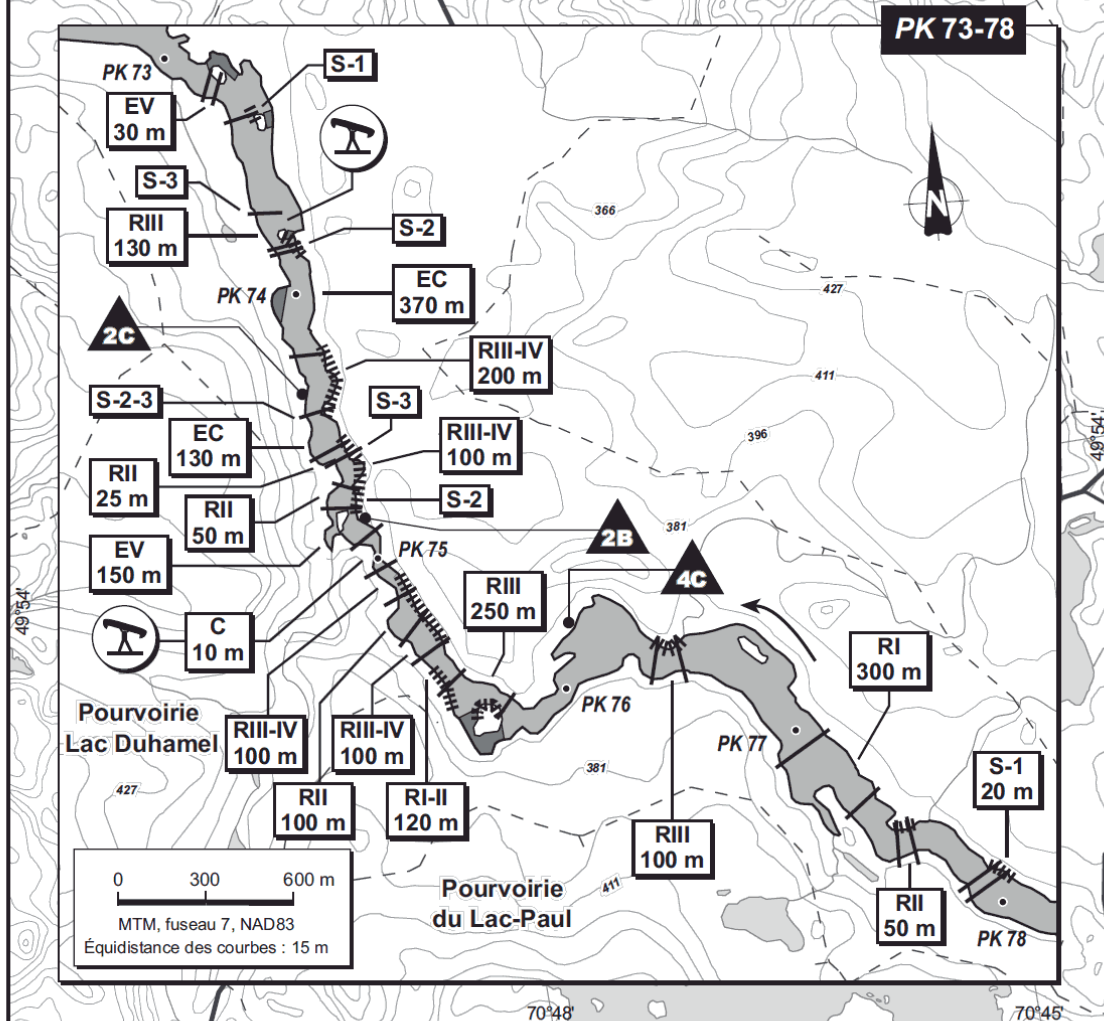 PK 73-78
PK 73
S-1
EV
30 m
S-3
RIII
130 m
S-2
366
N
PK 74
EC
370 m
427
2C
RIII-IV
200 m
411
S-2-3
S-3
EC
130 m
RIII-IV
100 m
396
49°54'
RII
25 m
S-2
RII
50 m
381
2B
PK 75
EV
150 m
4C
RIII
250 m
49°54'
C
10 m
RI
300 m
PK 76
Pourvoirie
Lac Duhamel
RIII-IV
100 m
RIII-IV
100 m
PK 77
381
427
S-1
20 m
RII
100 m
RI-II
120 m
RIII
100 m
0 300 600 m
MTM, fuseau 7, NAD83
Équidistance des courbes : 15 m
Pourvoirie
du Lac-Paul
411
RII
50 m
PK 78
70°48'
70°45'